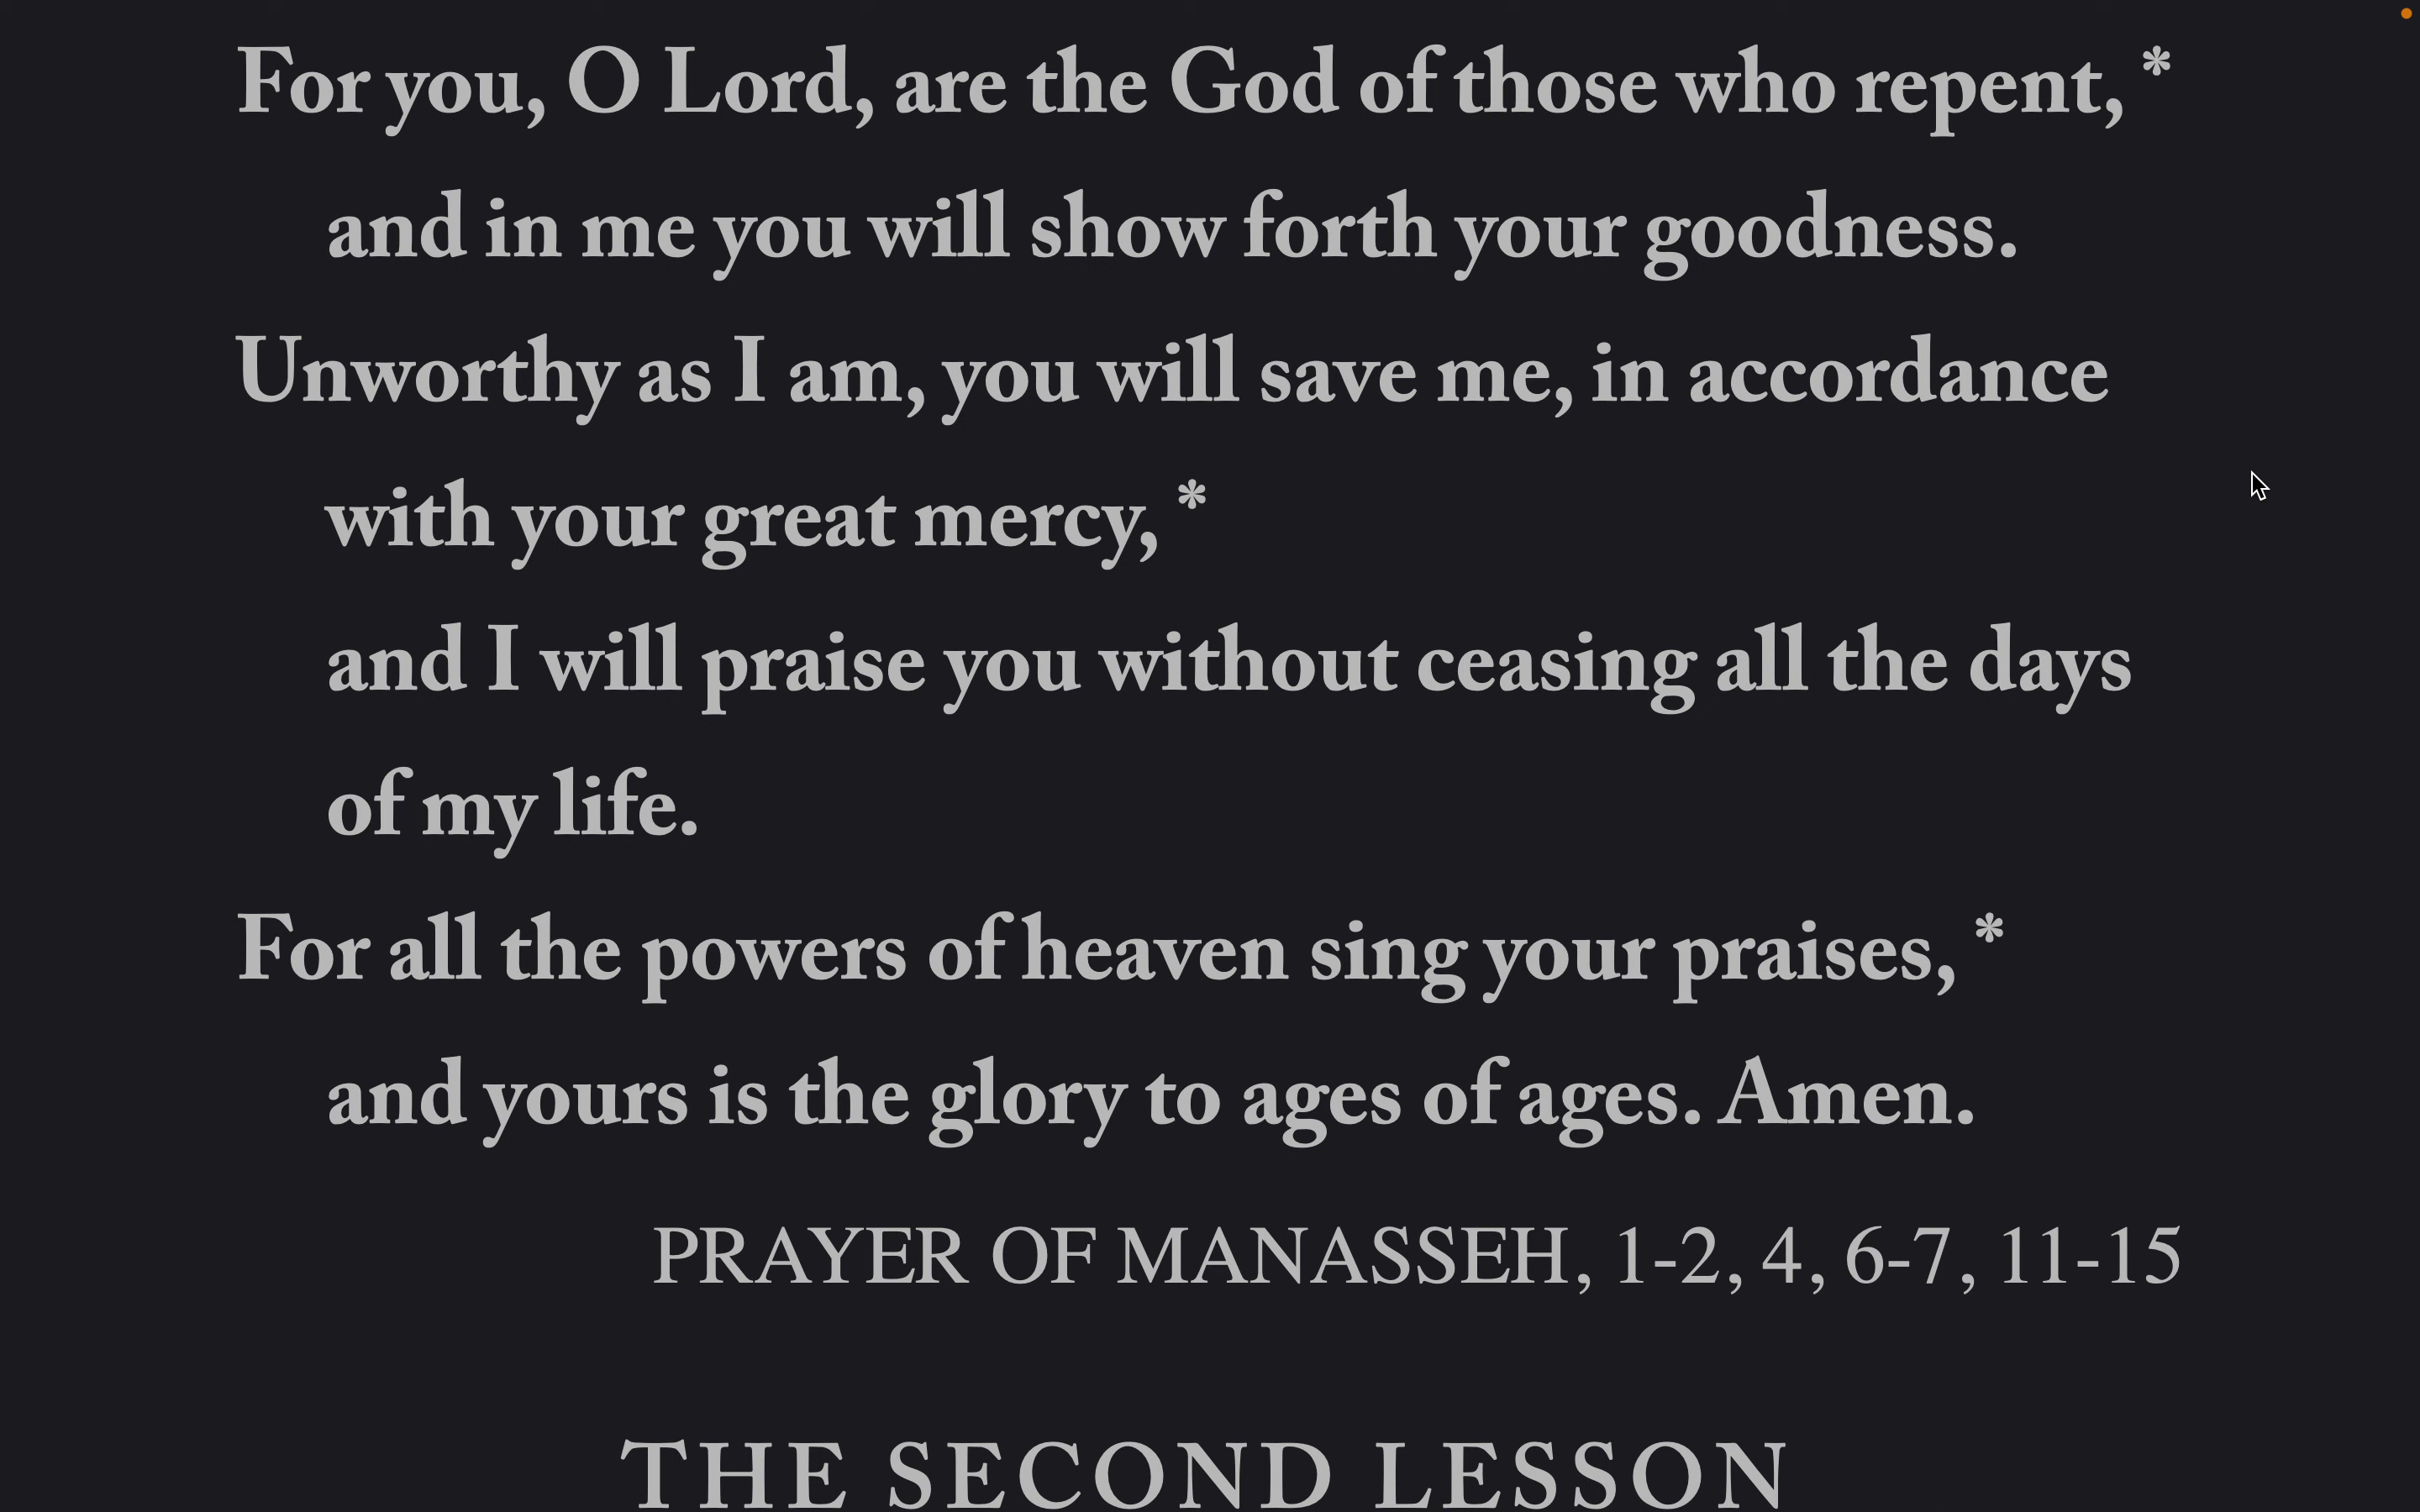 For you, O Lord, are the God of those who repent, *
and in me you will show forth your goodness.
Unworthy as I am, you will save me, in accordance
with your great mercy, *
and I will praise you without ceasing all the days
of my life.
For all the powers of heaven sing your praises, *
and yours is the glory to ages of ages. Amen.
PRAYER OF MANASSEH, 1-2, 4, 6-7, 11-15
THE SECOND LESSON